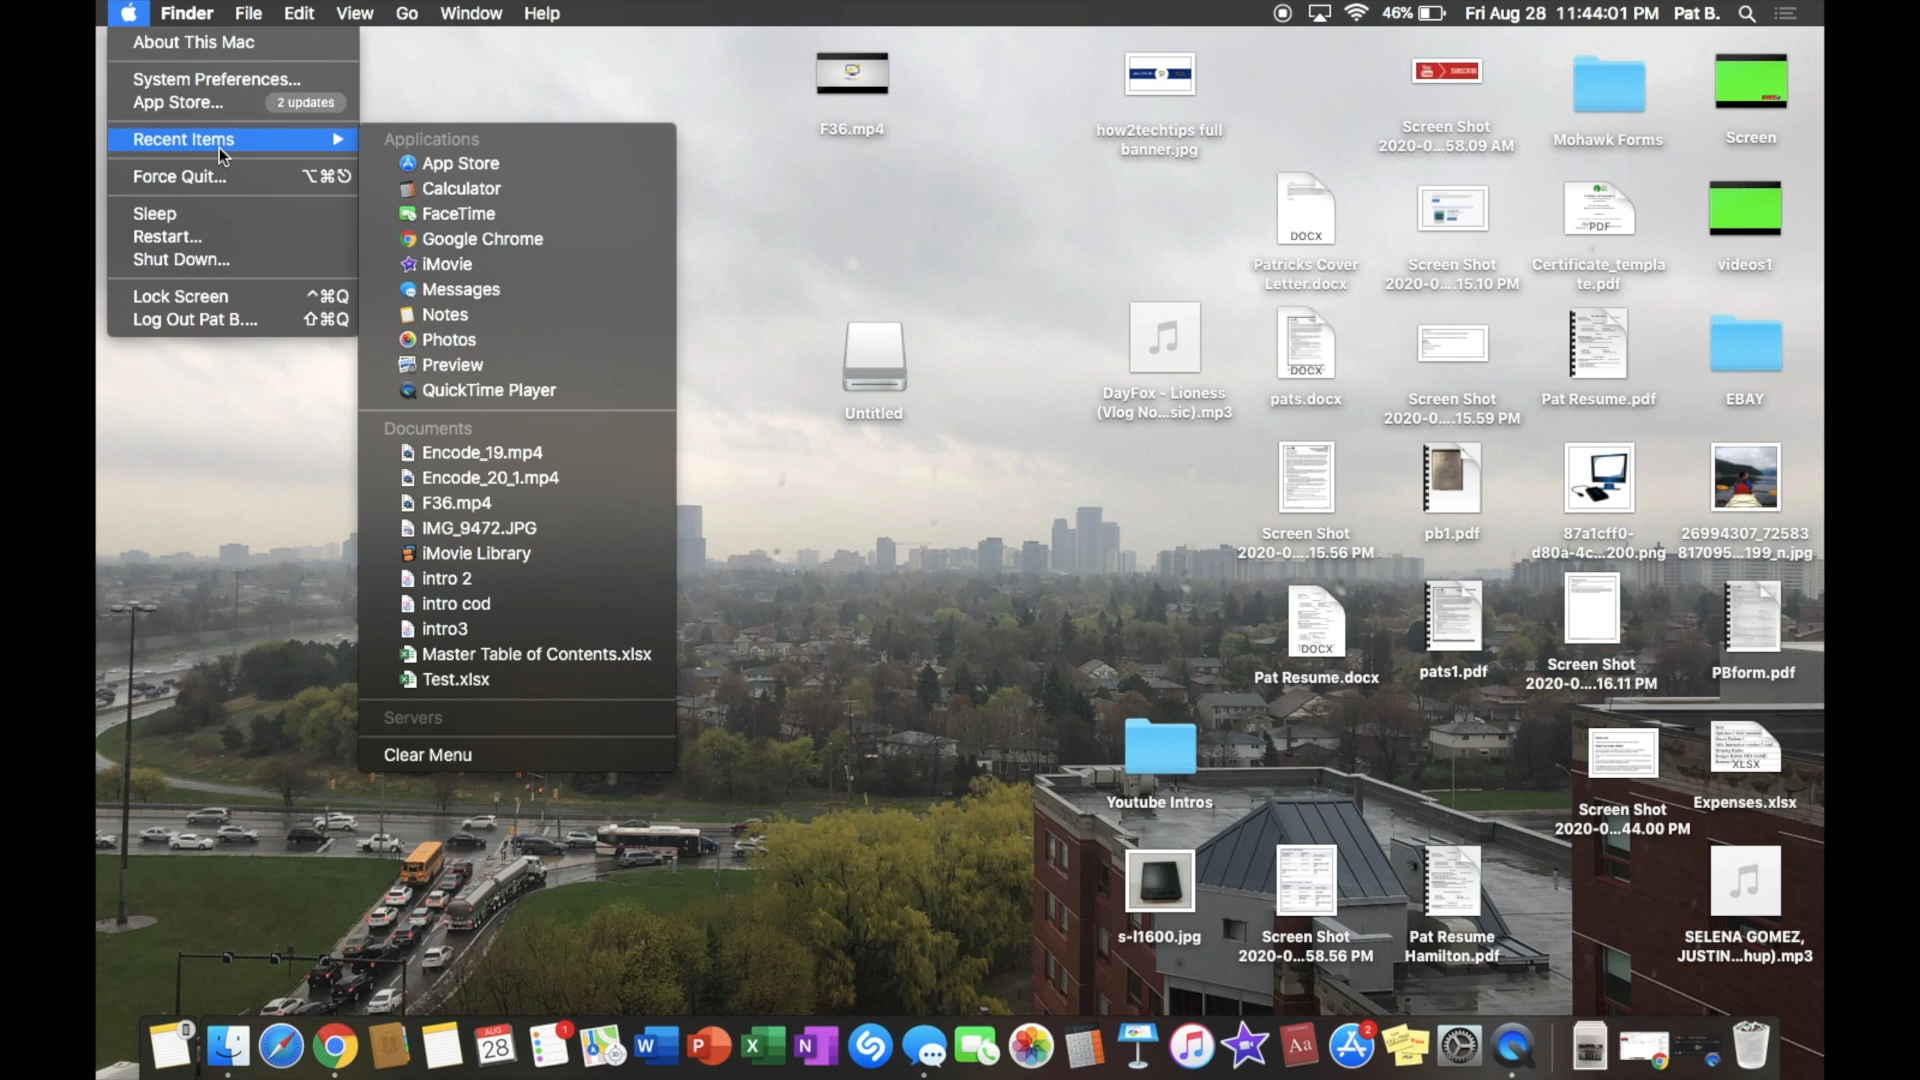 Finder File Edit View Go Window Help
46% Fri Aug 28 11:44:01 PM Pat B.
About This Mac
System Preferences...
App Store... 2 updates
Recent Items
Force Quit... ⌥⌘⎋
Sleep
Restart...
Shut Down...
Lock Screen ^⌘Q
Log Out Pat B.... ⇧⌘Q
Applications
App Store
Calculator
FaceTime
Google Chrome
iMovie
Messages
Notes
Photos
Preview
QuickTime Player
Documents
Encode_19.mp4
Encode_20_1.mp4
F36.mp4
IMG_9472.JPG
iMovie Library
intro 2
intro cod
intro3
Master Table of Contents.xlsx
Test.xlsx
Servers
Clear Menu
F36.mp4
how2techtips full
banner.jpg
SUBSCRIBE
Screen Shot
2020-0...58.09 AM
Mohawk Forms
Screen
DOCX
Patricks Cover
Letter.docx
Screen Shot
2020-0....15.10 PM
PDF
Certificate_templa
te.pdf
videos1
Untitled
DayFox - Lioness
(Vlog No...sic).mp3
DOCX
pats.docx
Screen Shot
2020-0....15.59 PM
Pat Resume.pdf
EBAY
Screen Shot
2020-0....15.56 PM
pb1.pdf
87a1cff0-
d80a-4c...200.png
26994307_72583
817095...199_n.jpg
DOCX
Pat Resume.docx
pats1.pdf
Screen Shot
2020-0....16.11 PM
PBform.pdf
Youtube Intros
Screen Shot
2020-0...44.00 PM
XLSX
Expenses.xlsx
s-l1600.jpg
Screen Shot
2020-0...58.56 PM
Pat Resume
Hamilton.pdf
SELENA GOMEZ,
JUSTIN...hup).mp3
AUG
28
1
W
P
X
N
Aa
2